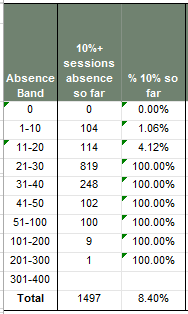 Absence Band 10%+ sessions absence so far % 10% so far
0 0 0.00%
1-10 104 1.06%
11-20 114 4.12%
21-30 819 100.00%
31-40 248 100.00%
41-50 102 100.00%
51-100 100 100.00%
101-200 9 100.00%
201-300 1 100.00%
301-400
Total 1497 8.40%